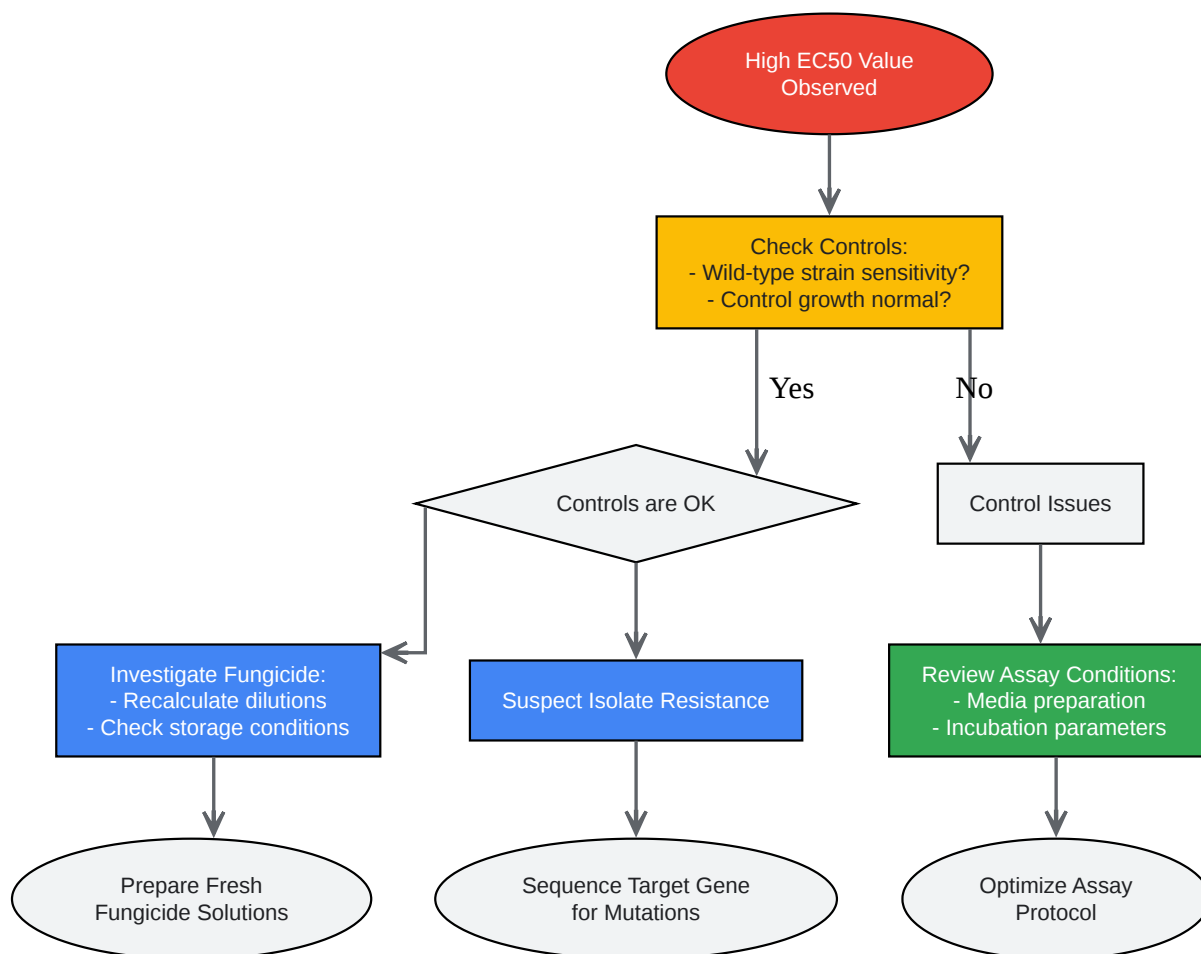 High EC50 Value
Observed
Check Controls:
- Wild-type strain sensitivity?
- Control growth normal?
Yes
No
Controls are OK
Control Issues
Investigate Fungicide:
- Recalculate dilutions
- Check storage conditions
Suspect Isolate Resistance
Review Assay Conditions:
- Media preparation
- Incubation parameters
Prepare Fresh
Fungicide Solutions
Sequence Target Gene
for Mutations
Optimize Assay
Protocol